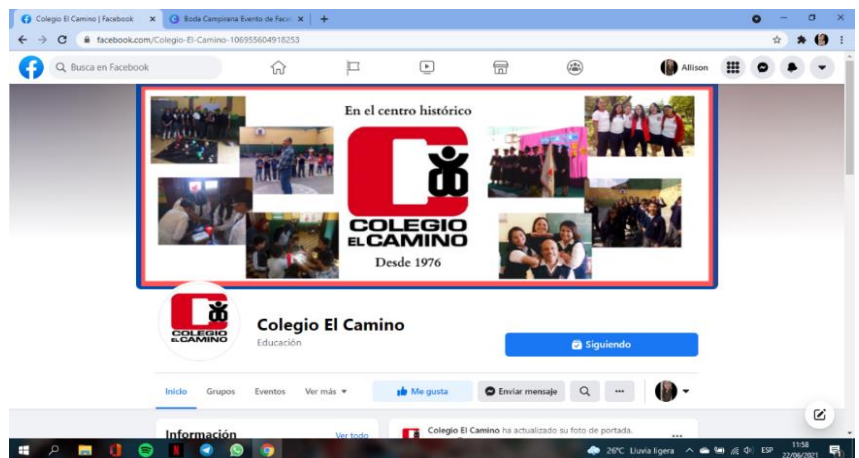 Colegio El Camino | Facebook
Boda Campirana Evento de Face
facebook.com/Colegio-El-Camino-106955604918253
Busca en Facebook
Allison
En el centro histórico
COLEGIO
EL CAMINO
Desde 1976
COLEGIO
EL CAMINO
Colegio El Camino
Educación
Siguiendo
Inicio Grupos Eventos Ver más Me gusta Enviar mensaje
Información Ver todo
Colegio El Camino ha actualizado su foto de portada.
26°C Lluvia ligera ESP
11:58
22/06/2021